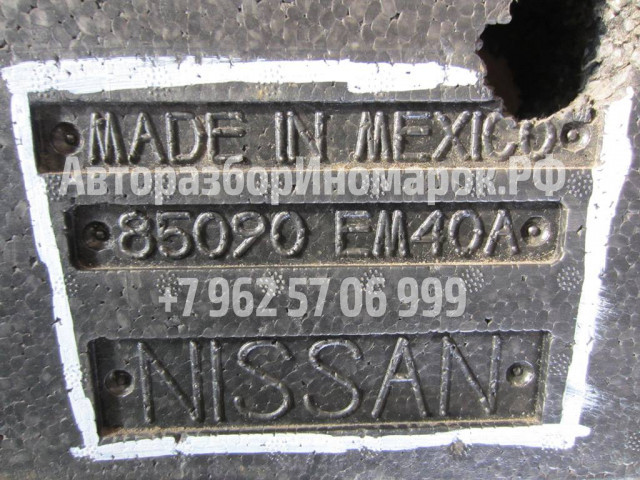 MADE IN MEXICO
АвторазборИномарок.РФ
85090 EM40A
+7 962 57 06 999
NISSAN